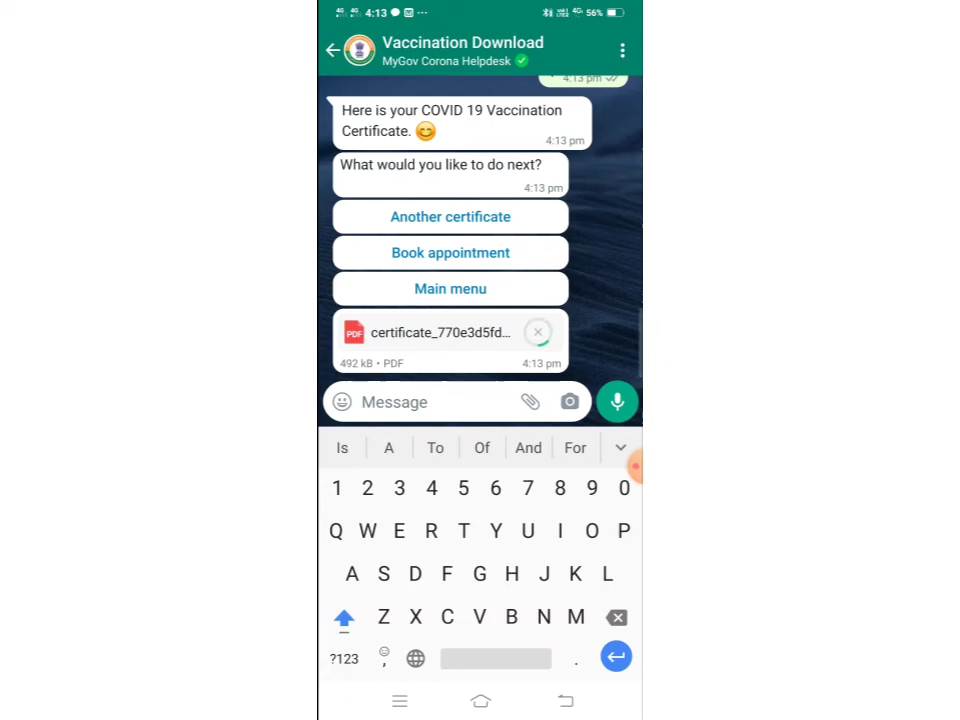 4G 4G 4:13 ... 4G 56%
Vaccination Download
MyGov Corona Helpdesk
4:13 pm
Here is your COVID 19 Vaccination
Certificate. 😊
4:13 pm
What would you like to do next?
4:13 pm
Another certificate
Book appointment
Main menu
PDF certificate_770e3d5fd...
492 kB • PDF 4:13 pm
Message
Is A To Of And For
1 2 3 4 5 6 7 8 9 0
Q W E R T Y U I O P
A S D F G H J K L
Z X C V B N M
?123 , .